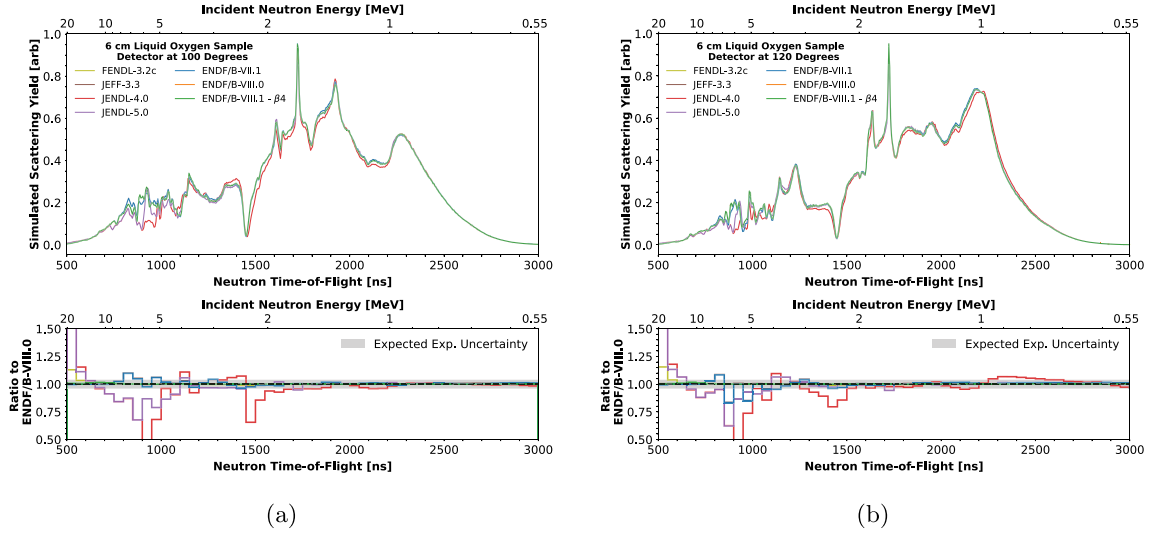 Incident Neutron Energy [MeV]
20 5 2 1 0.55
6 cm Liquid Oxygen Sample
Detector at 100 Degrees
FENDL-3.2c ENDF/B-VII.1
JEFF-3.3 ENDF/B-VIII.0
JENDL-4.0 ENDF/B-VIII.1 - β4
JENDL-5.0
Simulated Scattering Yield [arb]
1.0
0.8
0.6
0.4
0.2
0.0
500 1000 1500 2000 2500 3000
Neutron Time-of-Flight [ns]
Incident Neutron Energy [MeV]
20 5 2 1 0.55
Expected Exp. Uncertainty
Ratio to
ENDF/B-VIII.0
1.50
1.25
1.00
0.75
0.50
500 1000 1500 2000 2500 3000
Neutron Time-of-Flight [ns]
(a)
Incident Neutron Energy [MeV]
20 5 2 1 0.55
6 cm Liquid Oxygen Sample
Detector at 120 Degrees
FENDL-3.2c ENDF/B-VII.1
JEFF-3.3 ENDF/B-VIII.0
JENDL-4.0 ENDF/B-VIII.1 - β4
JENDL-5.0
Simulated Scattering Yield [arb]
1.0
0.8
0.6
0.4
0.2
0.0
500 1000 1500 2000 2500 3000
Neutron Time-of-Flight [ns]
Incident Neutron Energy [MeV]
20 5 2 1 0.55
Expected Exp. Uncertainty
Ratio to
ENDF/B-VIII.0
1.50
1.25
1.00
0.75
0.50
500 1000 1500 2000 2500 3000
Neutron Time-of-Flight [ns]
(b)